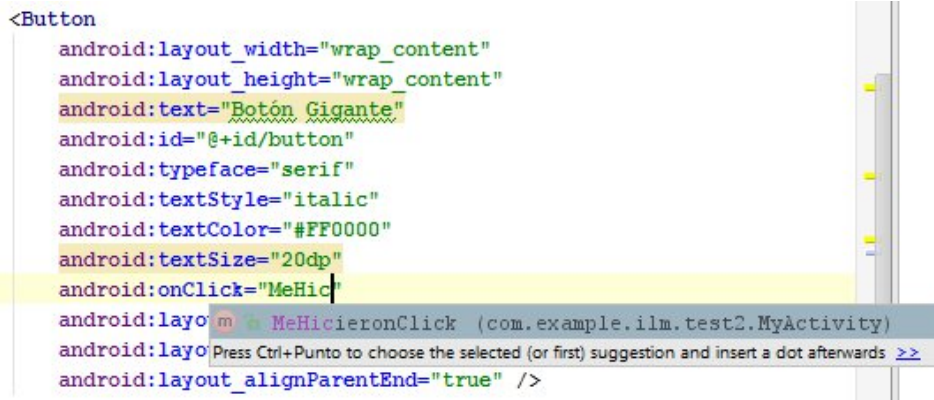 <Button
android:layout_width="wrap_content"
android:layout_height="wrap_content"
android:text="Botón Gigante"
android:id="@+id/button"
android:typeface="serif"
android:textStyle="italic"
android:textColor="#FF0000"
android:textSize="20dp"
android:onClick="MeHic"
android:layo
m MeHicieronClick (com.example.ilm.test2.MyActivity)
android:layo
Press Ctrl+Punto to choose the selected (or first) suggestion and insert a dot afterwards >>
android:layout_alignParentEnd="true" />